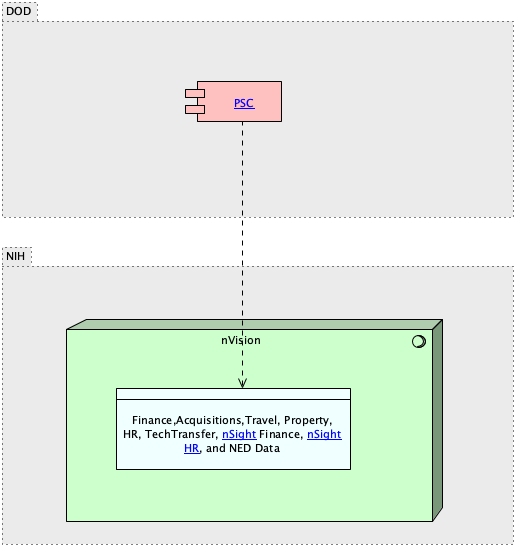 DOD
PSC
NIH
nVision
Finance,Acquisitions,Travel, Property,
HR, TechTransfer, nSight Finance, nSight
HR, and NED Data